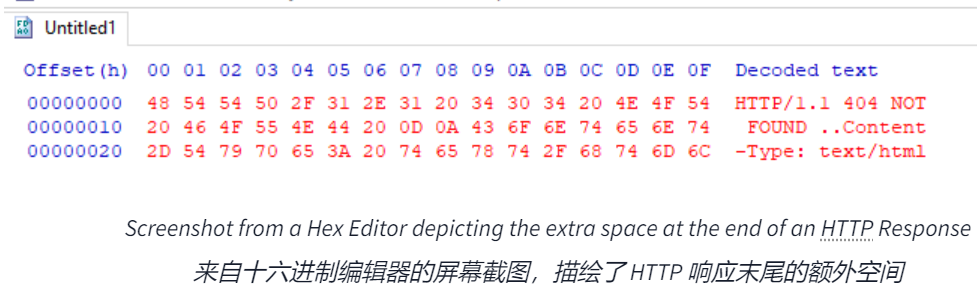 Untitled1
Offset(h) 00 01 02 03 04 05 06 07 08 09 0A 0B 0C 0D 0E 0F Decoded text
00000000 48 54 54 50 2F 31 2E 31 20 34 30 34 20 4E 4F 54 HTTP/1.1 404 NOT
00000010 20 46 4F 55 4E 44 20 0D 0A 43 6F 6E 74 65 6E 74  FOUND ..Content
00000020 2D 54 79 70 65 3A 20 74 65 78 74 2F 68 74 6D 6C -Type: text/html
Screenshot from a Hex Editor depicting the extra space at the end of an HTTP Response
来自十六进制编辑器的屏幕截图，描绘了 HTTP 响应末尾的额外空间